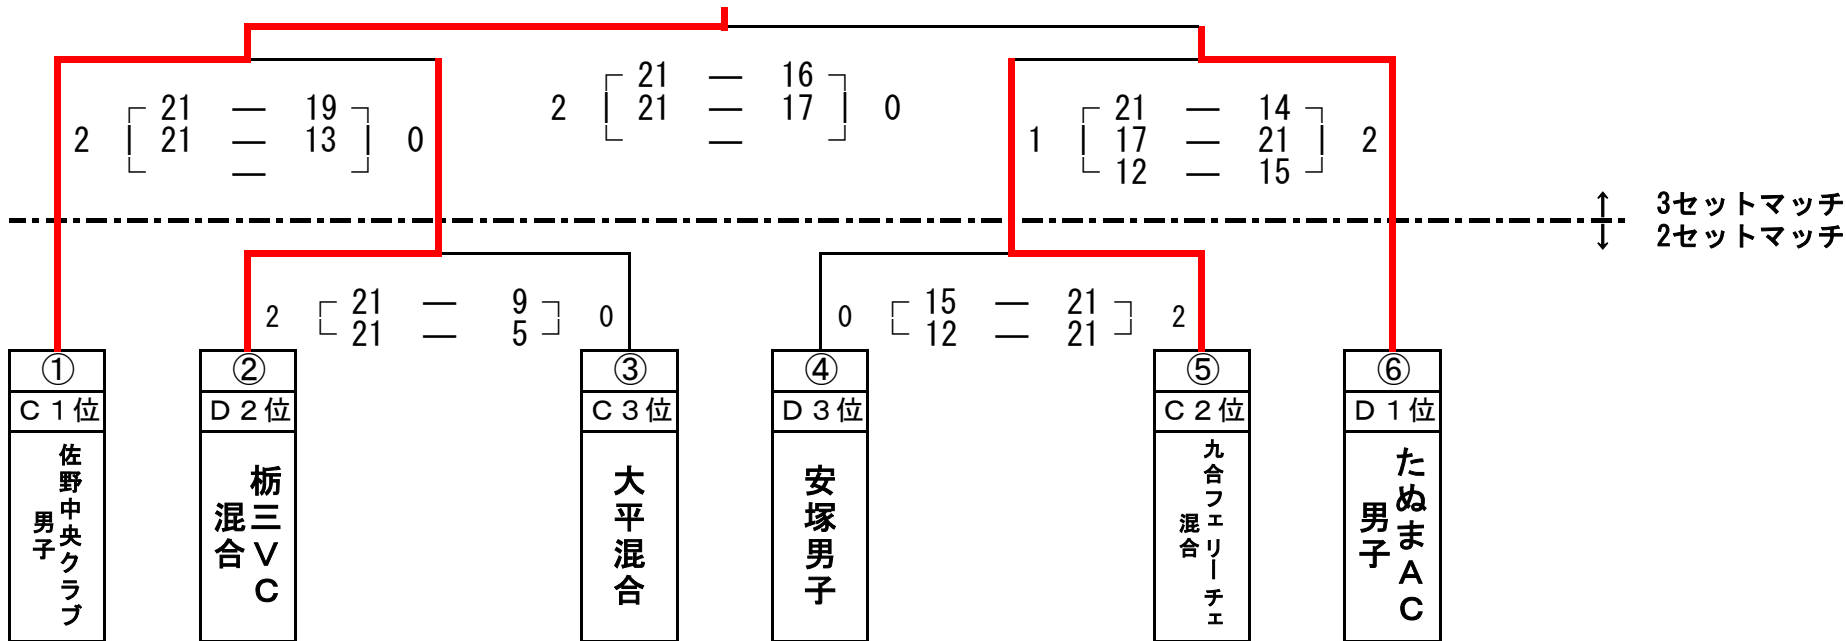 21 — 16
2 21 — 17 0
—
21 — 19
2 21 — 13 0
—
21 — 14
1 17 — 21 2
12 — 15
↑ 3セットマッチ
↓ 2セットマッチ
2 21 — 9 0
21 — 5
0 15 — 21 2
12 — 21
① ② ③ ④ ⑤ ⑥
C1位 D2位 C3位 D3位 C2位 D1位
佐野中央クラブ
男子
栃三VC
混合
大平混合
安塚男子
九合フェリーチェ
混合
たぬまAC
男子